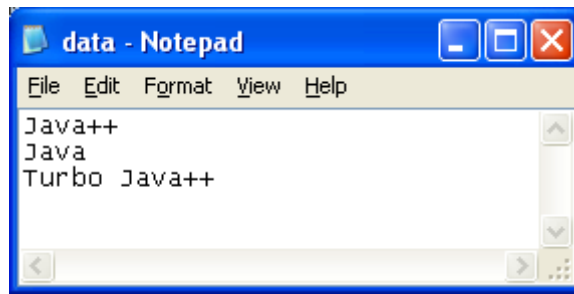 data - Notepad
File Edit Format View Help
Java++
Java
Turbo Java++